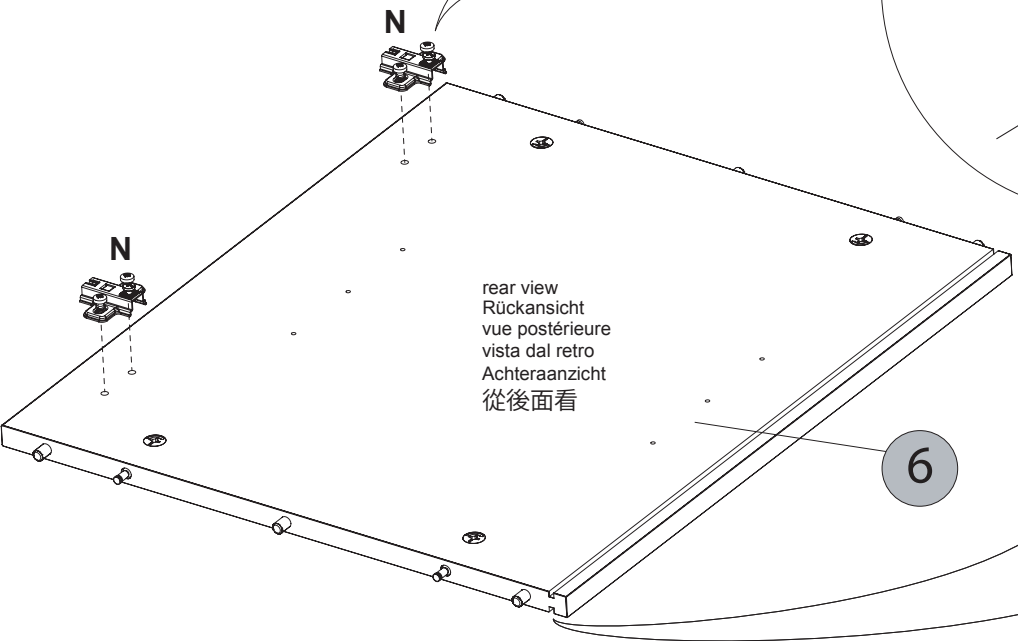 N
N
rear view
Rückansicht
vue postérieure
vista dal retro
Achteraanzicht
從後面看
6